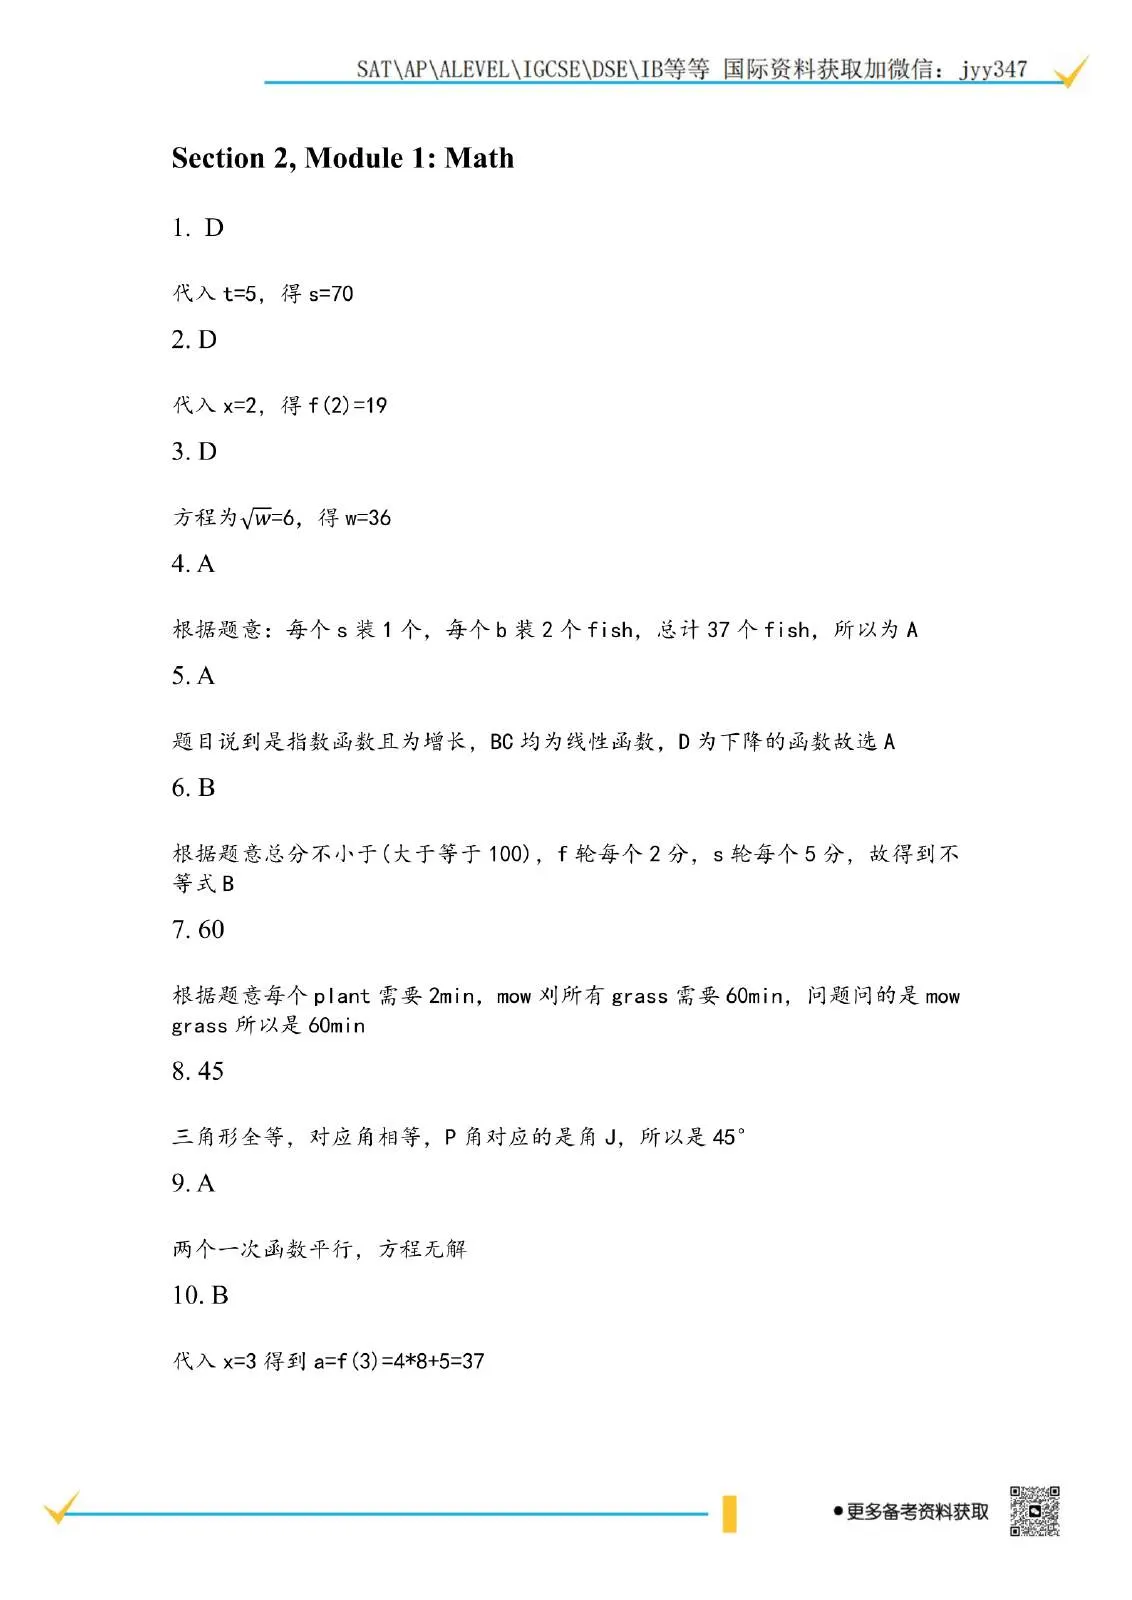 SAT\AP\ALEVEL\IGCSE\DSE\IB等等 国际资料获取加微信：jyy347
Section 2, Module 1: Math
1. D
代入 t=5，得 s=70
2. D
代入 x=2，得 f(2)=19
3. D
方程为√w=6，得 w=36
4. A
根据题意：每个 s 装 1 个，每个 b 装 2 个 fish，总计 37 个 fish，所以为 A
5. A
题目说到是指数函数且为增长，BC 均为线性函数，D 为下降的函数故选 A
6. B
根据题意总分不小于(大于等于 100)，f 轮每个 2 分，s 轮每个 5 分，故得到不
等式 B
7. 60
根据题意每个 plant 需要 2min，mow 刈所有 grass 需要 60min，问题问的是 mow
grass 所以是 60min
8. 45
三角形全等，对应角相等，P 角对应的是角 J，所以是 45°
9. A
两个一次函数平行，方程无解
10. B
代入 x=3 得到 a=f(3)=4*8+5=37
●更多备考资料获取